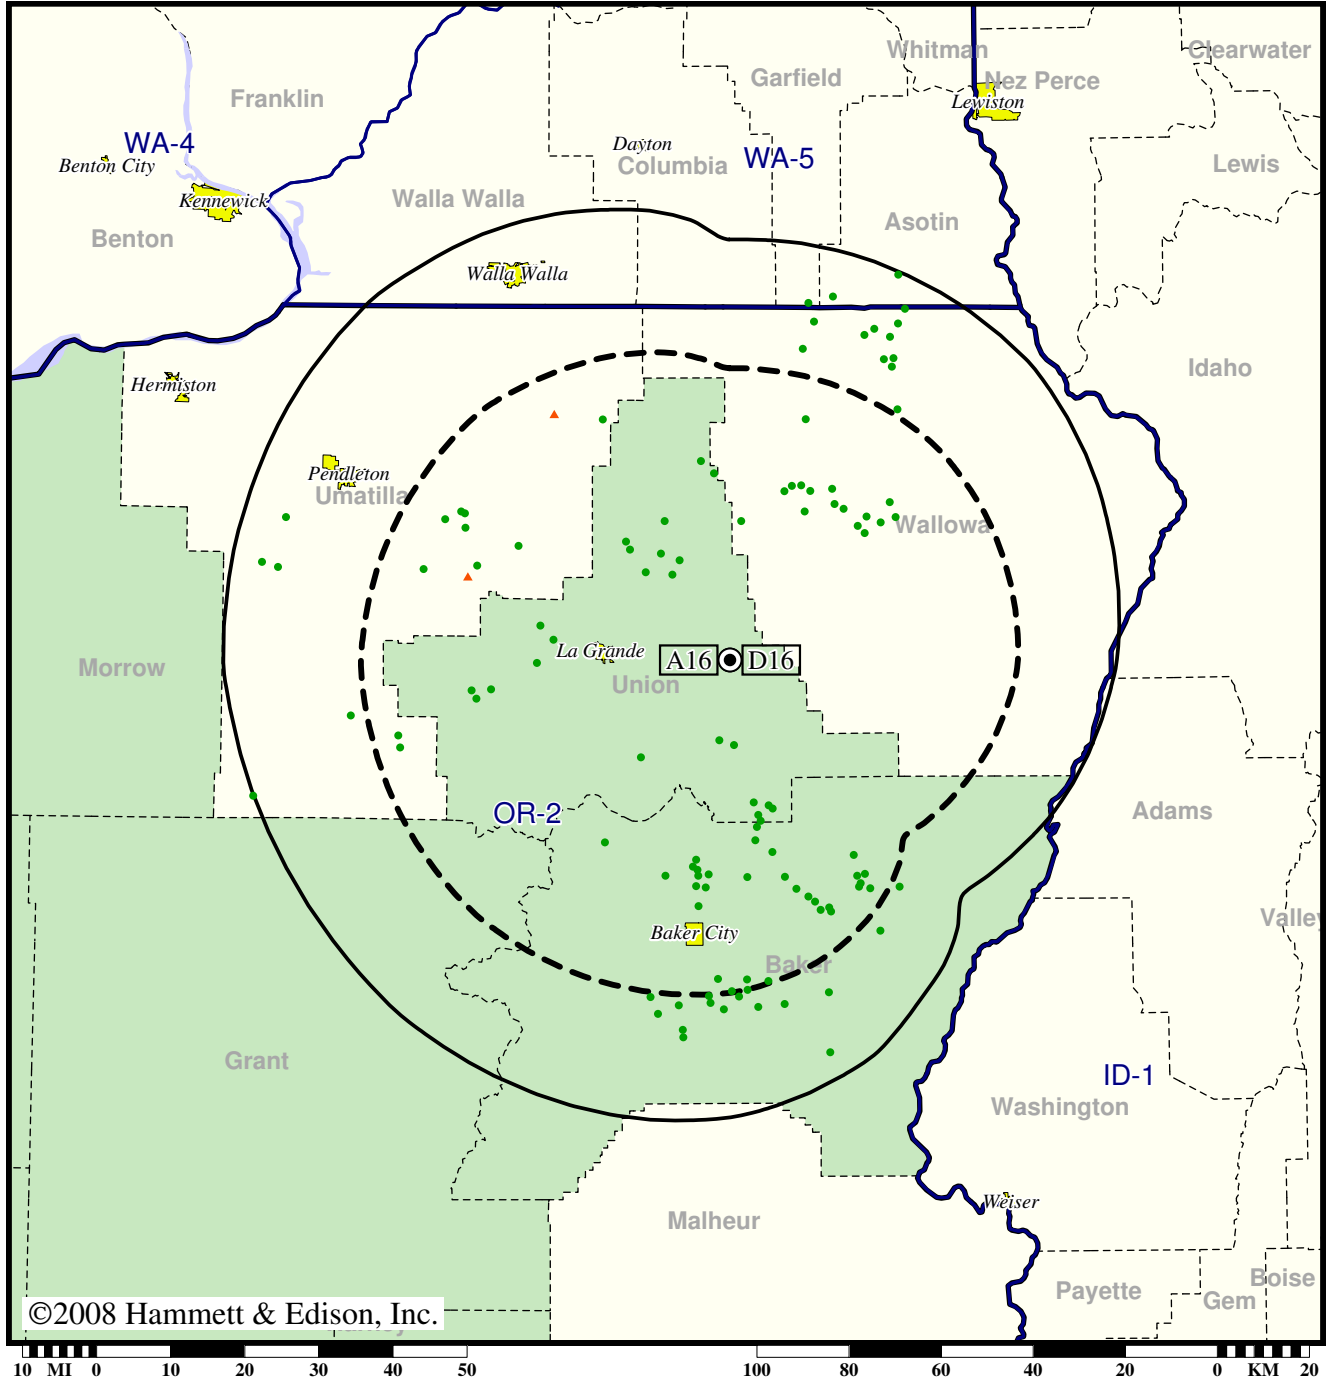 Whitman
Clearwater
Garfield
Nez Perce
Franklin
Lewiston
WA-4
Dayton
WA-5
Benton City
Columbia
Lewis
Kennewick
Walla Walla
Asotin
Benton
Walla Walla
Idaho
Hermiston
Pendleton
Umatilla
Wallowa
La Grande
A16
D16
Morrow
Union
OR-2
Adams
Valley
Baker City
Baker
Grant
ID-1
Washington
Weiser
Malheur
Boise
Payette
Gem
©2008 Hammett & Edison, Inc.
10 MI 0 10 20 30 40 50 100 80 60 40 20 0 KM 20